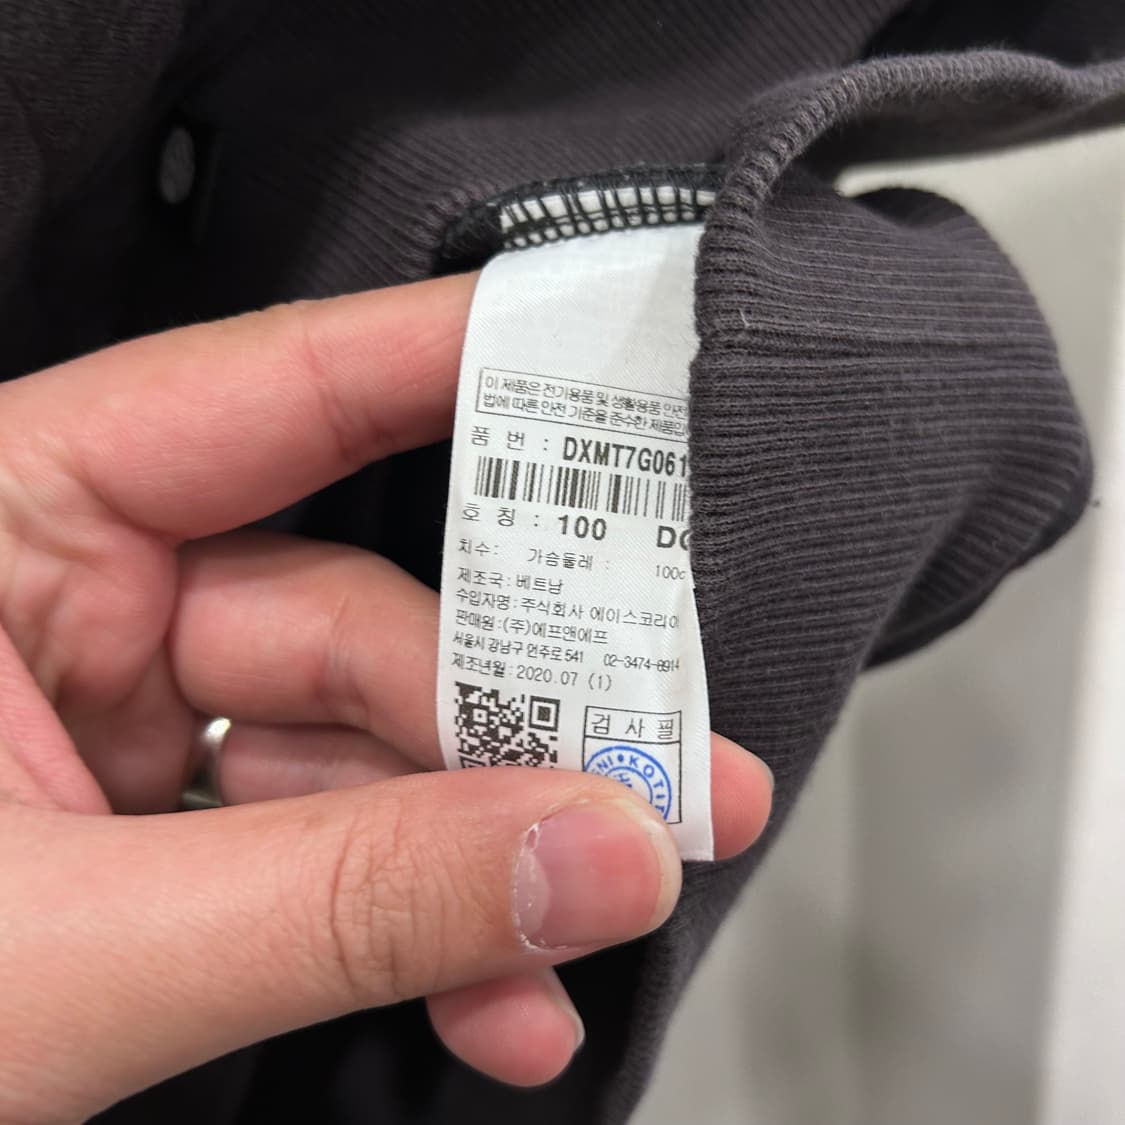 이 제품은 전기용품 및 생활용품 안전
법에 따른 안전 기준을 준수한 제품입
품 번 : DXMT7G061
호 칭 : 100 DG
치수: 가슴둘레 : 100c
제조국 : 베트남
수입자명 : 주식회사 에이스코리아
판매원 : (주)에프앤에프
서울시 강남구 언주로 541 02-3474-8914
제조년월 : 2020.07 (1)
검 사 필
KOTI